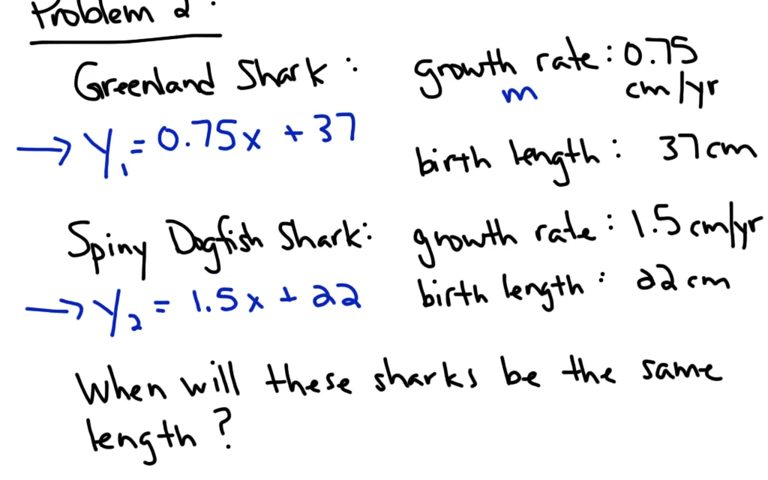 Problem 2:
Greenland Shark: growth rate: 0.75
m cm/yr
→ Y₁ = 0.75x + 37
birth length: 37cm
Spiny Dogfish Shark: growth rate: 1.5 cm/yr
→ Y₂ = 1.5x + 22 birth length: 22 cm
When will these sharks be the same
length?